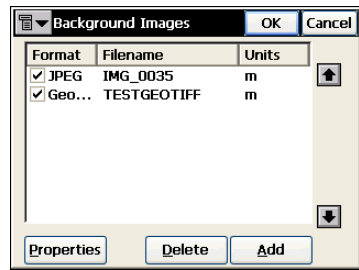 Background Images OK Cancel
Format Filename Units
JPEG IMG_0035 m
Geo... TESTGEOTIFF m
Properties Delete Add